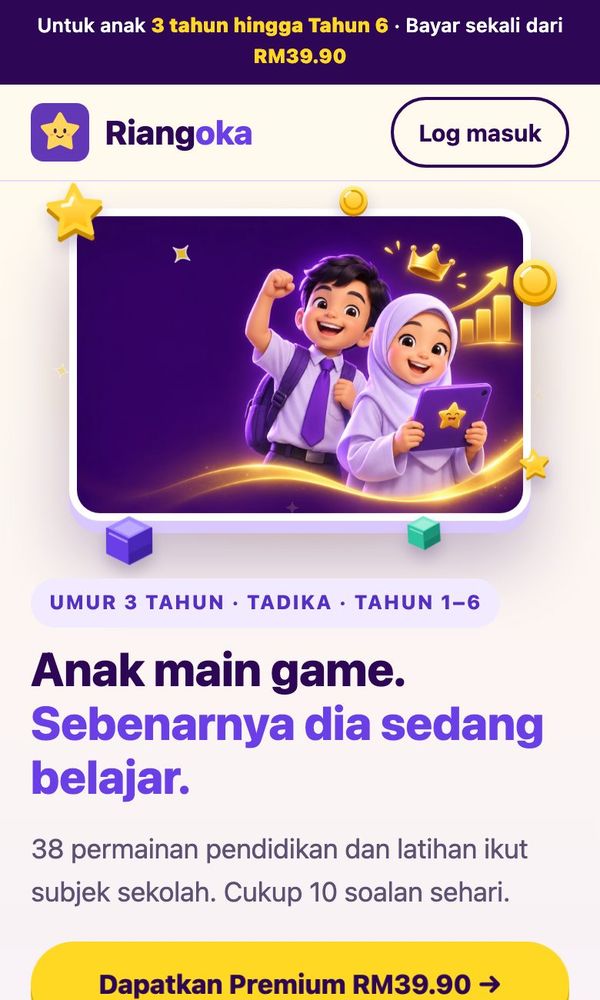 Untuk anak 3 tahun hingga Tahun 6 · Bayar sekali dari
RM39.90
Riangoka
Log masuk
UMUR 3 TAHUN · TADIKA · TAHUN 1–6
Anak main game.
Sebenarnya dia sedang
belajar.
38 permainan pendidikan dan latihan ikut
subjek sekolah. Cukup 10 soalan sehari.
Dapatkan Premium RM39.90 →